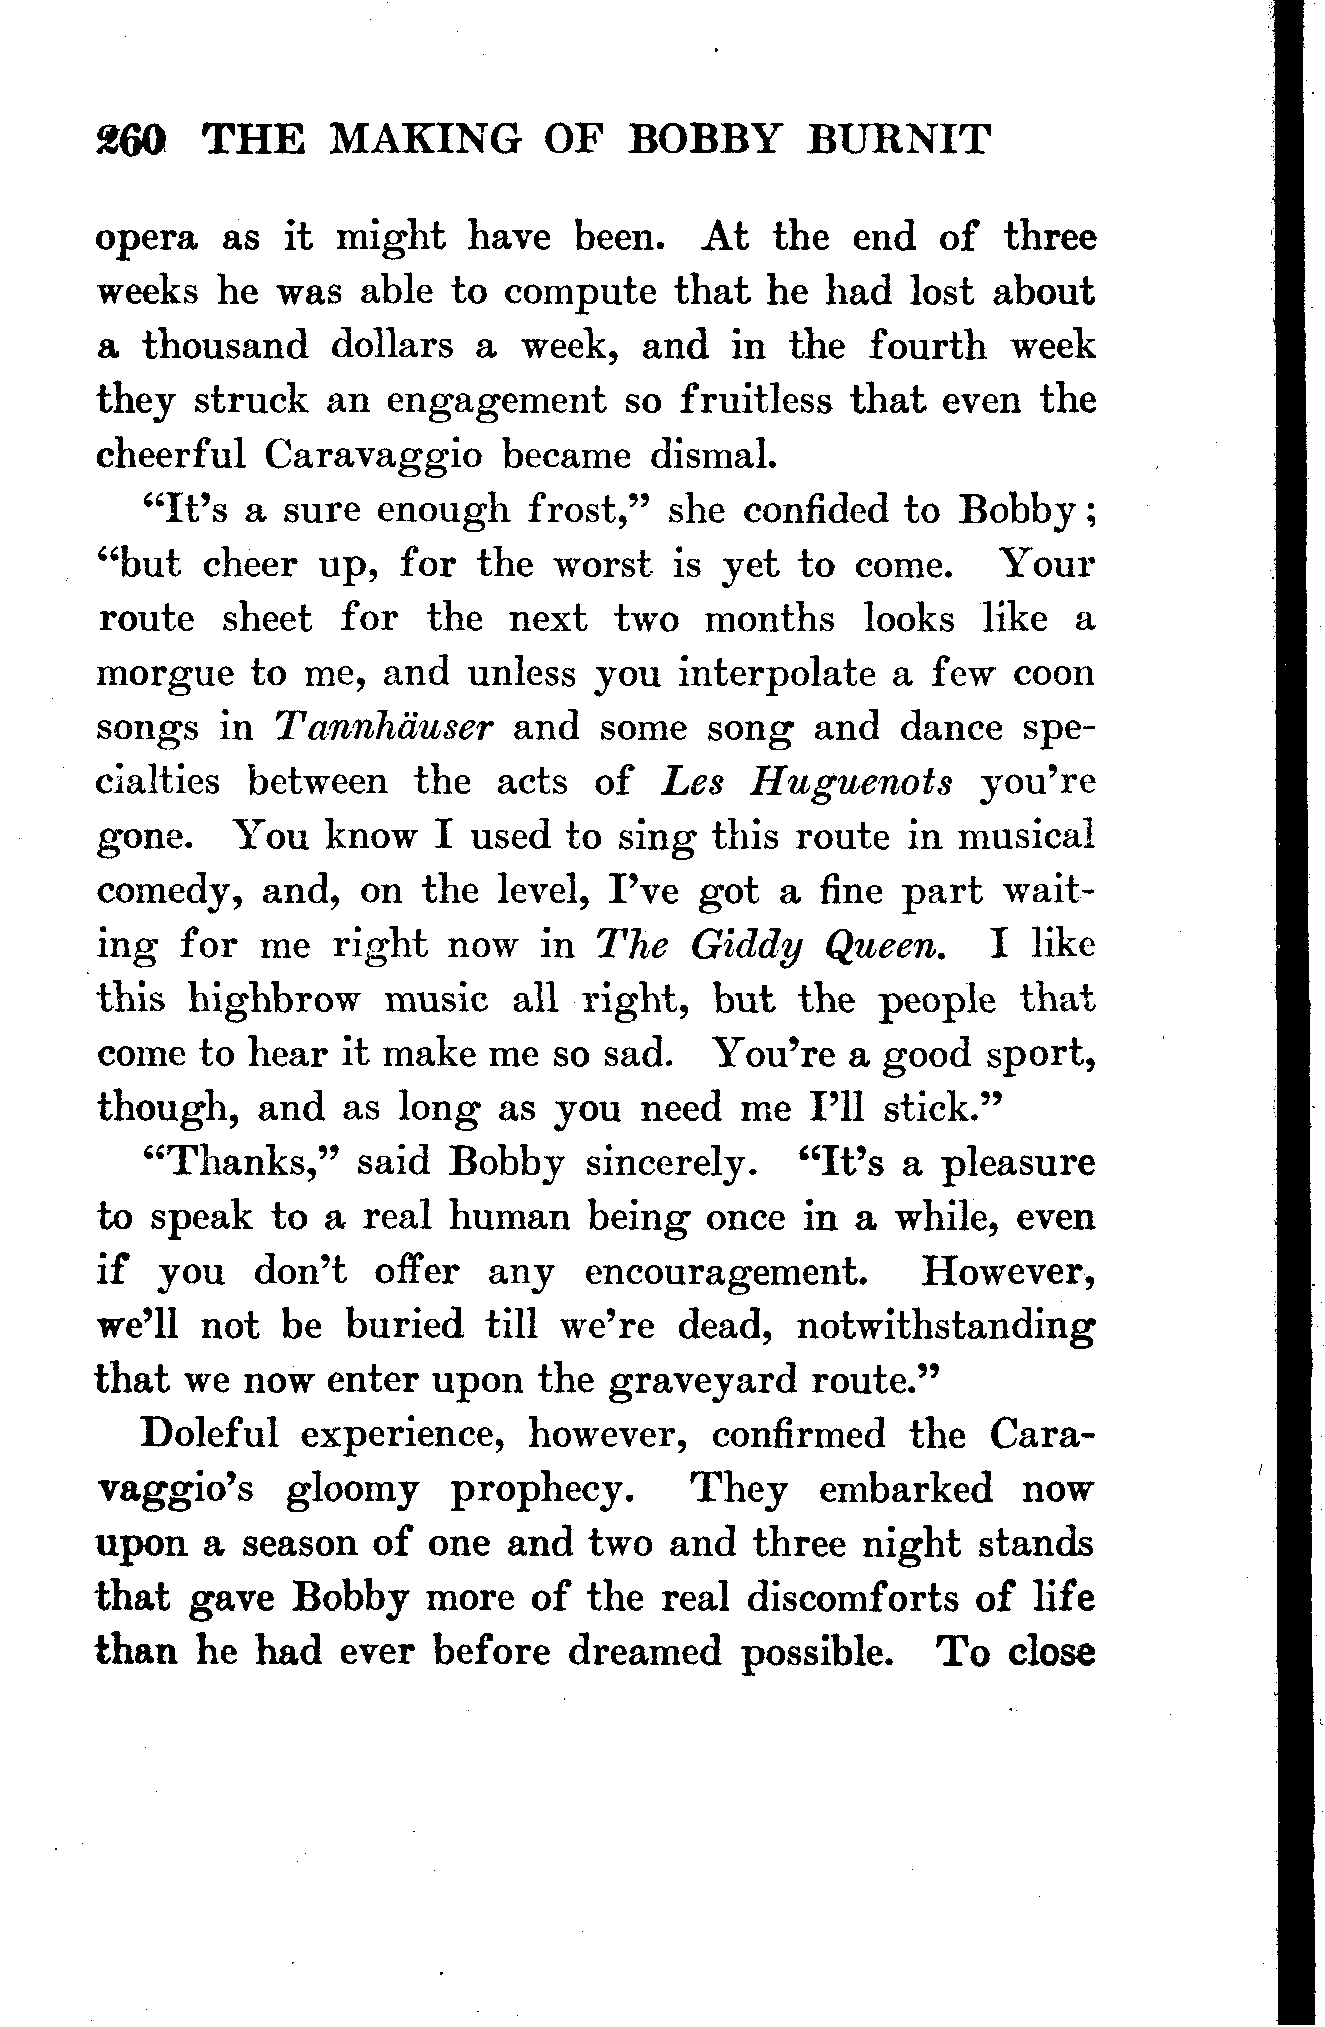 260 THE MAKING OF BOBBY BURNIT
opera as it might have been. At the end of three
weeks he was able to compute that he had lost about
a thousand dollars a week, and in the fourth week
they struck an engagement so fruitless that even the
cheerful Caravaggio became dismal.
“It’s a sure enough frost,” she confided to Bobby;
“but cheer up, for the worst is yet to come. Your
route sheet for the next two months looks like a
morgue to me, and unless you interpolate a few coon
songs in Tannhäuser and some song and dance spe-
cialties between the acts of Les Huguenots you’re
gone. You know I used to sing this route in musical
comedy, and, on the level, I’ve got a fine part wait-
ing for me right now in The Giddy Queen. I like
this highbrow music all right, but the people that
come to hear it make me so sad. You’re a good sport,
though, and as long as you need me I’ll stick.”
“Thanks,” said Bobby sincerely. “It’s a pleasure
to speak to a real human being once in a while, even
if you don’t offer any encouragement. However,
we’ll not be buried till we’re dead, notwithstanding
that we now enter upon the graveyard route.”
Doleful experience, however, confirmed the Cara-
vaggio’s gloomy prophecy. They embarked now
upon a season of one and two and three night stands
that gave Bobby more of the real discomforts of life
than he had ever before dreamed possible. To close